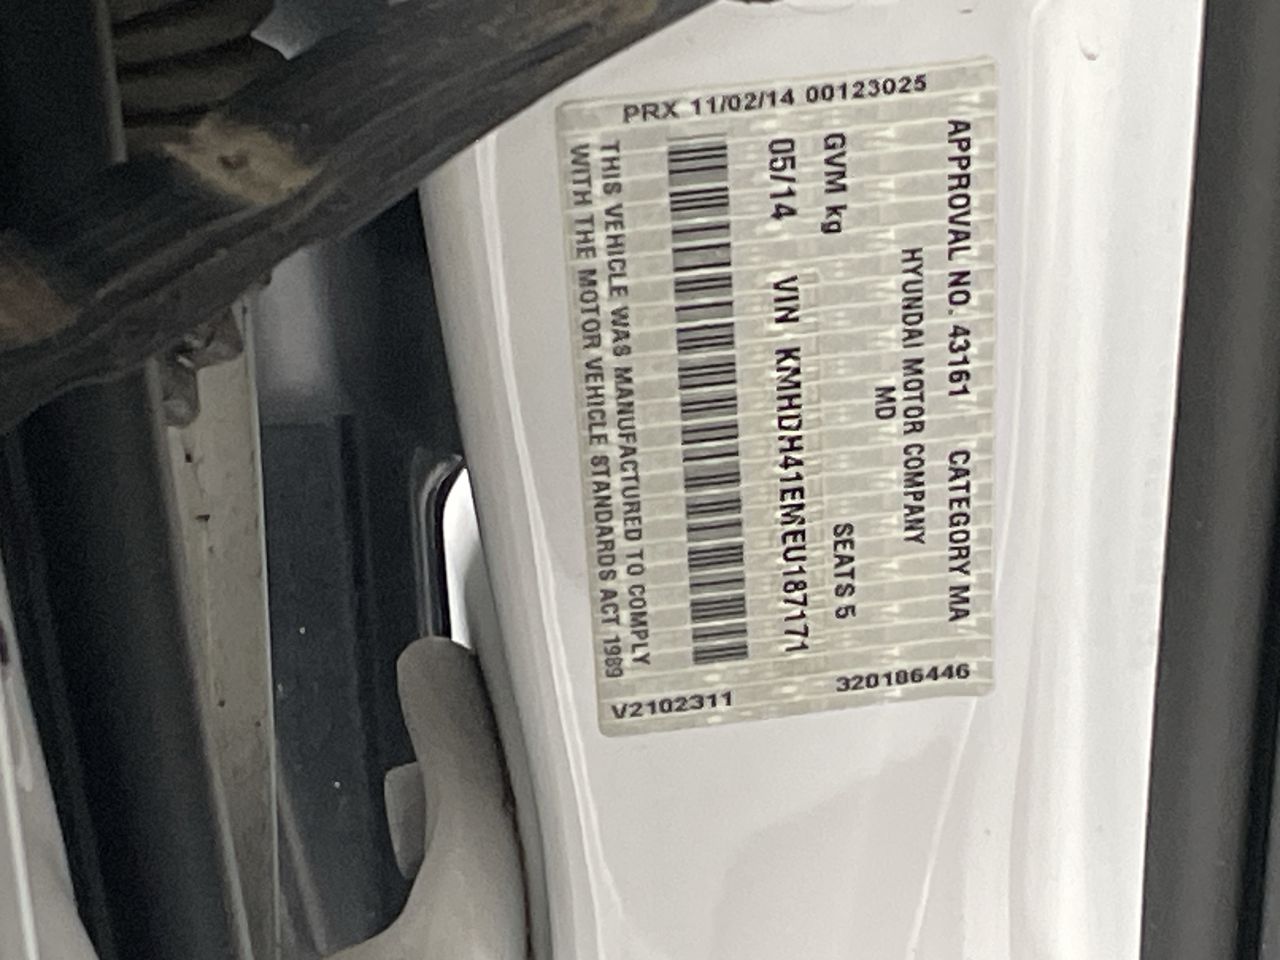 APPROVAL NO. 43161 CATEGORY MA
HYUNDAI MOTOR COMPANY
MD
GVM kg SEATS 5
05/14 VIN KMHDH41EMEU187171
THIS VEHICLE WAS MANUFACTURED TO COMPLY
WITH THE MOTOR VEHICLE STANDARDS ACT 1989
PRX 11/02/14 00123025
V2102311 320186446